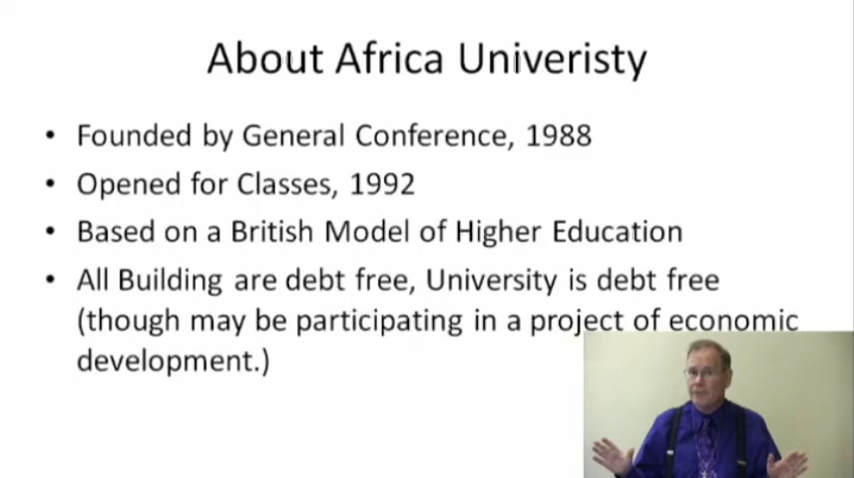 About Africa Univeristy
• Founded by General Conference, 1988
• Opened for Classes, 1992
• Based on a British Model of Higher Education
• All Building are debt free, University is debt free
(though may be participating in a project of economic
development.)